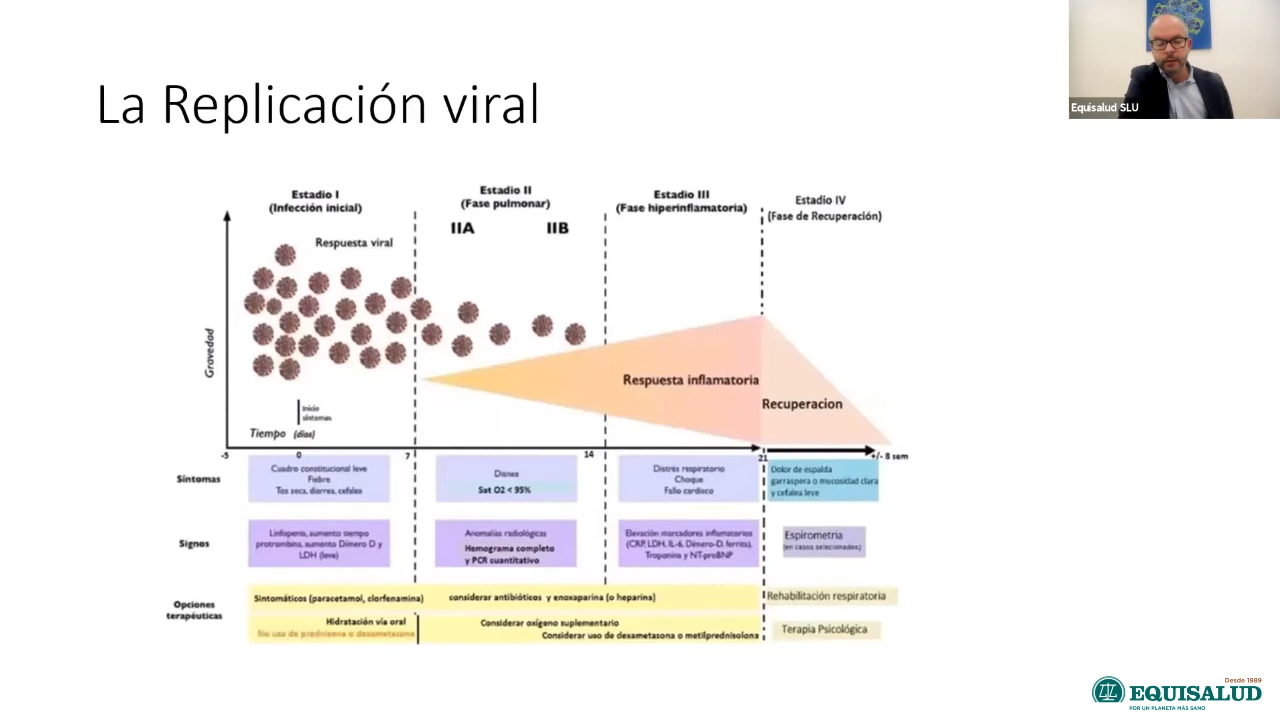 Equisalud SLU
La Replicación viral
Estadio I
(Infección inicial)
Estadio II
(Fase pulmonar)
Estadio III
(Fase hiperinflamatoria)
Estadio IV
(Fase de Recuperación)
IIA
IIB
Respuesta viral
Gravedad
Respuesta inflamatoria
Recuperacion
Inicio
síntomas
Tiempo (días)
-5
0
7
14
21
+/- 8 sem
Síntomas
Cuadro constitucional leve
Fiebre
Tos seca, diarrea, cefalea
Disnea
Sat O2 < 95%
Distrés respiratorio
Choque
Fallo cardíaco
Dolor de espalda
garraspera o mucosidad clara
y cefalea leve
Signos
Linfopenia, aumento tiempo
protrombina, aumento Dímero D y
LDH (leve)
Anomalías radiológicas
Hemograma completo
y PCR cuantitativo
Elevación marcadores inflamatorios
(CRP, LDH, IL-6, Dímero-D, ferrita),
Troponina y NT-proBNP
Espirometria
(en casos selecionados)
Opciones
terapéuticas
Sintomáticos (paracetamol, clorfenamina)
considerar antibióticos y enoxaparina (o heparina)
Rehabilitación respiratoria
Hidratación vía oral
No uso de prednisona o dexametasona
Considerar oxígeno suplementario
Considerar uso de dexametasona o metilprednisolona
Terapia Psicológica
Desde 1989
EQUISALUD
POR UN PLANETA MÁS SANO